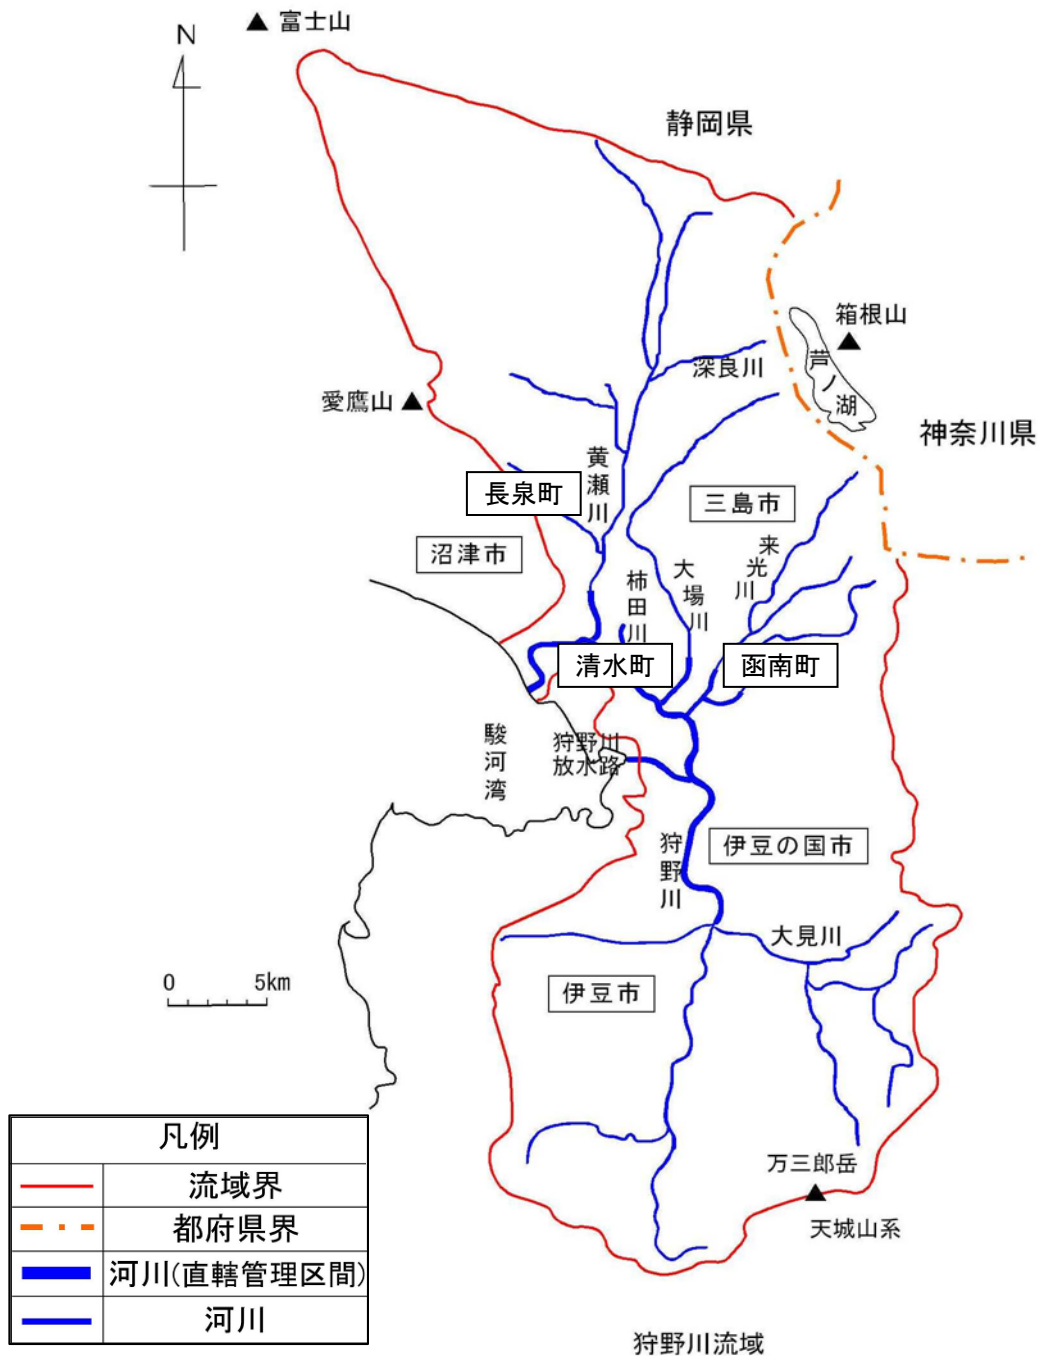 富士山
N
静岡県
箱根山
芦ノ湖
深良川
愛鷹山
神奈川県
黄瀬川
長泉町
三島市
沼津市
来光川
柿田川
大場川
清水町
函南町
駿河湾
狩野川
放水路
狩野川
伊豆の国市
大見川
0 5km
伊豆市
凡例
流域界
都府県界
河川(直轄管理区間)
河川
万三郎岳
天城山系
狩野川流域